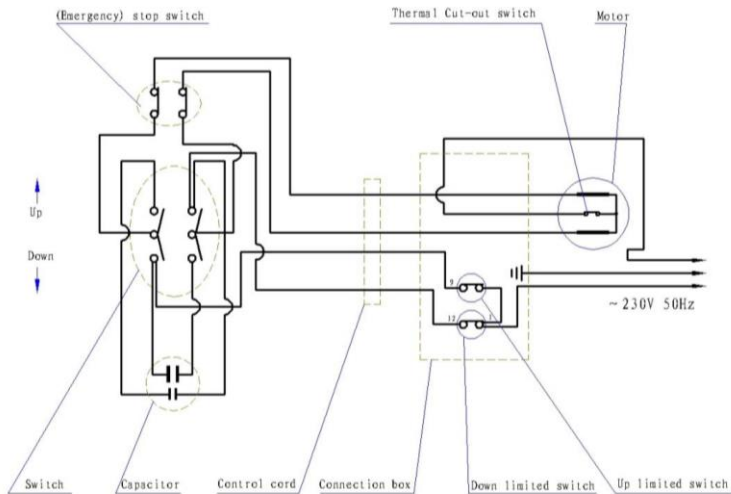 (Emergency) stop switch
Thermal Cut-out switch
Motor
Up
Down
9
12
1
~230V 50Hz
Switch
Capacitor
Control cord
Connection box
Down limited switch
Up limited switch